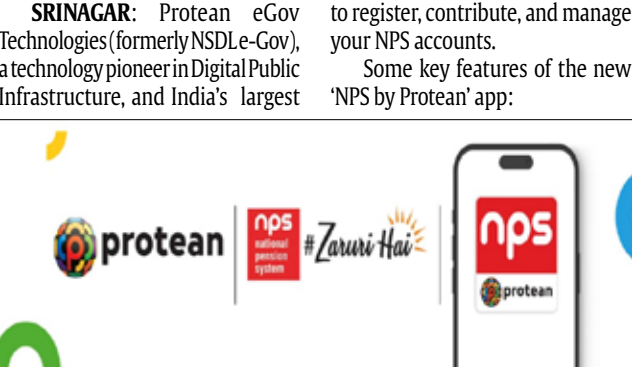 SRINAGAR: Protean eGov
Technologies (formerly NSDL e-Gov),
a technology pioneer in Digital Public
Infrastructure, and India's largest
to register, contribute, and manage
your NPS accounts.
Some key features of the new
'NPS by Protean' app:
protean
nps
national
pension
system
#Zaruri Hai
nps
protean